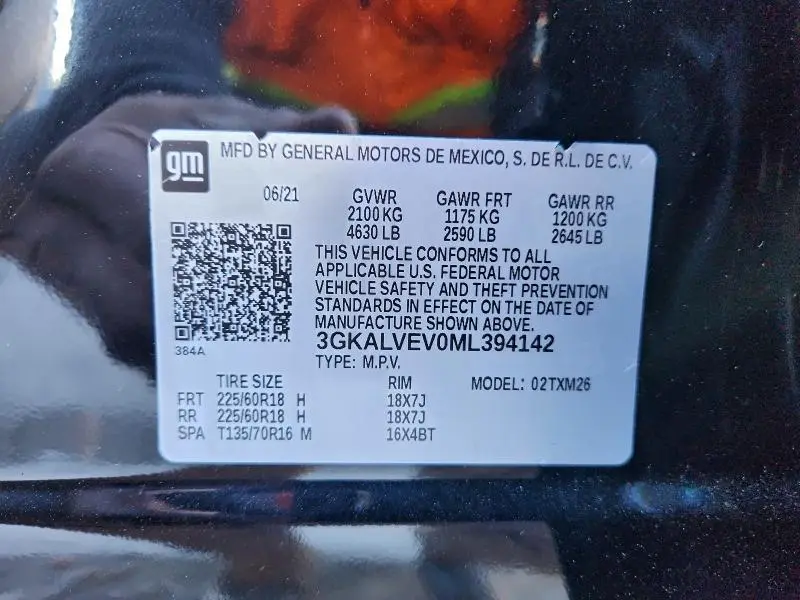 gm
MFD BY GENERAL MOTORS DE MEXICO, S. DE R.L. DE C.V.
06/21 GVWR GAWR FRT GAWR RR
2100 KG 1175 KG 1200 KG
4630 LB 2590 LB 2645 LB
THIS VEHICLE CONFORMS TO ALL
APPLICABLE U.S. FEDERAL MOTOR
VEHICLE SAFETY AND THEFT PREVENTION
STANDARDS IN EFFECT ON THE DATE OF
MANUFACTURE SHOWN ABOVE.
3GKALVEV0ML394142
384A
TYPE: M.P.V.
TIRE SIZE RIM MODEL: 02TXM26
FRT 225/60R18 H 18X7J
RR 225/60R18 H 18X7J
SPA T135/70R16 M 16X4BT